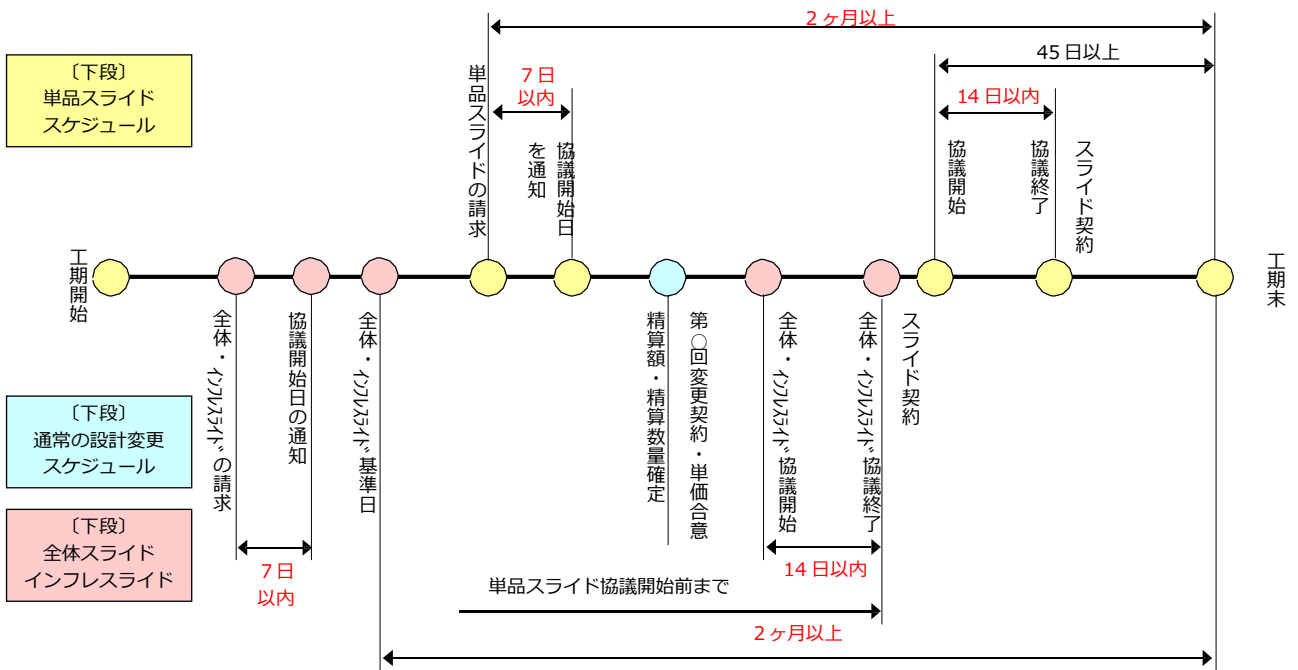 2ヶ月以上
45日以上
〔下段〕
単品スライド
スケジュール
単品スライドの請求
7日
以内
協議開始日
を通知
14日以内
協議開始
協議終了
スライド契約
工期開始
工期末
全体・インフレスライドの請求
協議開始日の通知
全体・インフレスライド基準日
精算額・精算数量確定
第○回変更契約・単価合意
全体・インフレスライド協議開始
全体・インフレスライド協議終了
スライド契約
〔下段〕
通常の設計変更
スケジュール
〔下段〕
全体スライド
インフレスライド
7日
以内
14日以内
単品スライド協議開始前まで
2ヶ月以上